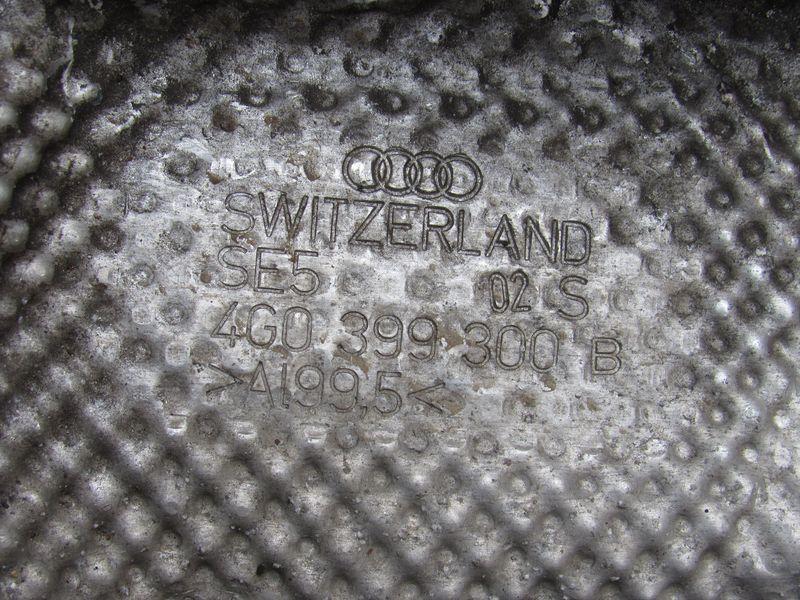 SWITZERLAND
SE5 02 S
4G0 399 300 B
>Al99,5<